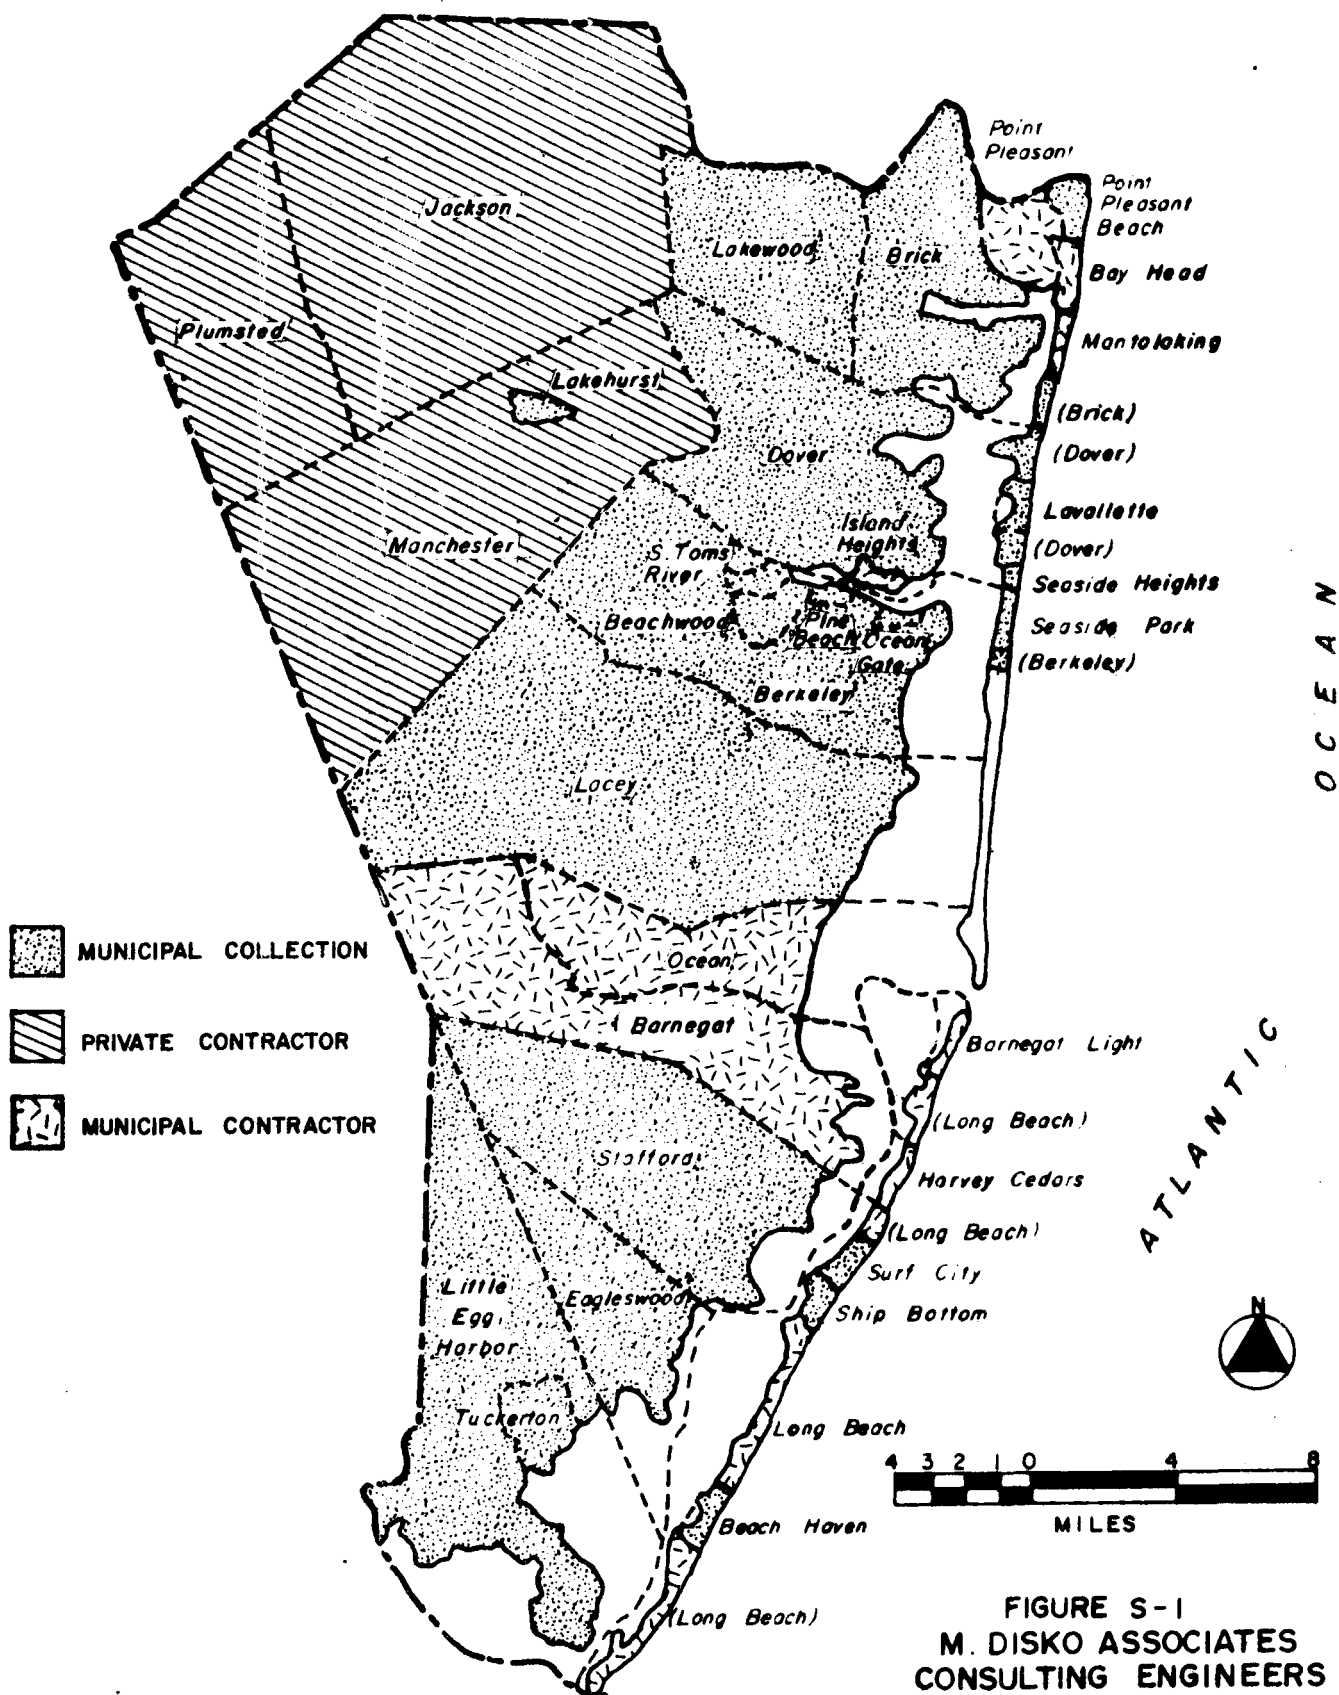 Point
Pleasant
Point
Pleasant
Beach
Jackson
Lakewood
Brick
Bay Head
Plumsted
Mantoloking
Lakehurst
(Brick)
Dover
(Dover)
Lavallette
Island
Heights
Manchester
S Toms
River
(Dover)
Seaside Heights
Beachwood
Pine
Beach
Ocean
Gate
Seaside Park
(Berkeley)
Berkeley
OCEAN
Lacey
MUNICIPAL COLLECTION
Ocean
PRIVATE CONTRACTOR
Barnegat
Barnegat Light
MUNICIPAL CONTRACTOR
(Long Beach)
Stafford
Harvey Cedars
ATLANTIC
(Long Beach)
Surf City
Little
Egg
Harbor
Eagleswood
Ship Bottom
N
Tuckerton
Long Beach
4 3 2 1 0 4 8
MILES
Beach Haven
(Long Beach)
FIGURE S-1
M. DISKO ASSOCIATES
CONSULTING ENGINEERS